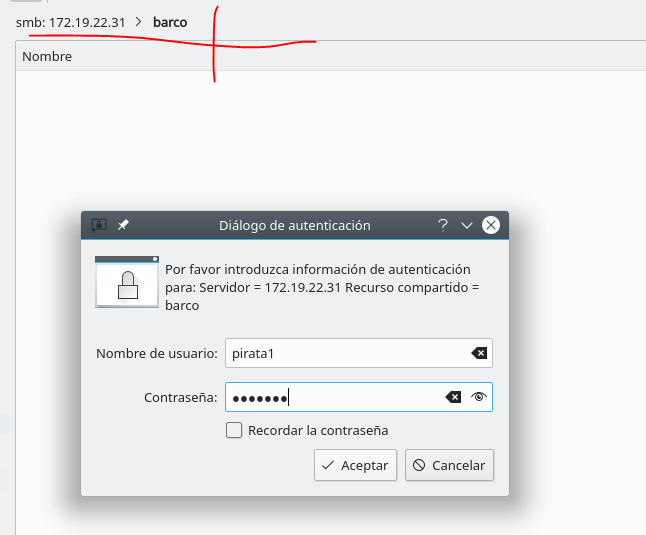 smb: 172.19.22.31 > barco
Nombre
Diálogo de autenticación
Por favor introduzca información de autenticación
para: Servidor = 172.19.22.31 Recurso compartido =
barco
Nombre de usuario: pirata1
Contraseña: ●●●●●●●
Recordar la contraseña
Aceptar Cancelar